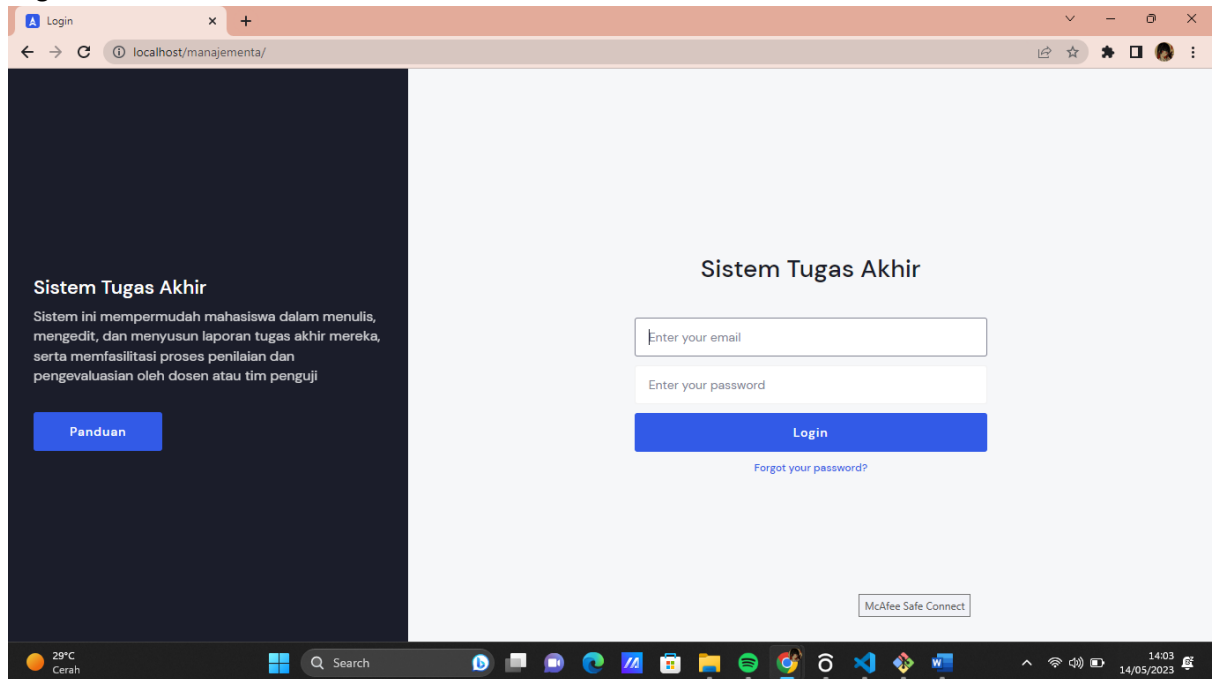 Login
localhost/manajementa/
Sistem Tugas Akhir
Sistem ini mempermudah mahasiswa dalam menulis,
mengedit, dan menyusun laporan tugas akhir mereka,
serta memfasilitasi proses penilaian dan
pengevaluasian oleh dosen atau tim penguji
Panduan
Sistem Tugas Akhir
Enter your email
Enter your password
Login
Forgot your password?
McAfee Safe Connect
29°C
Cerah
Search
14:03
14/05/2023